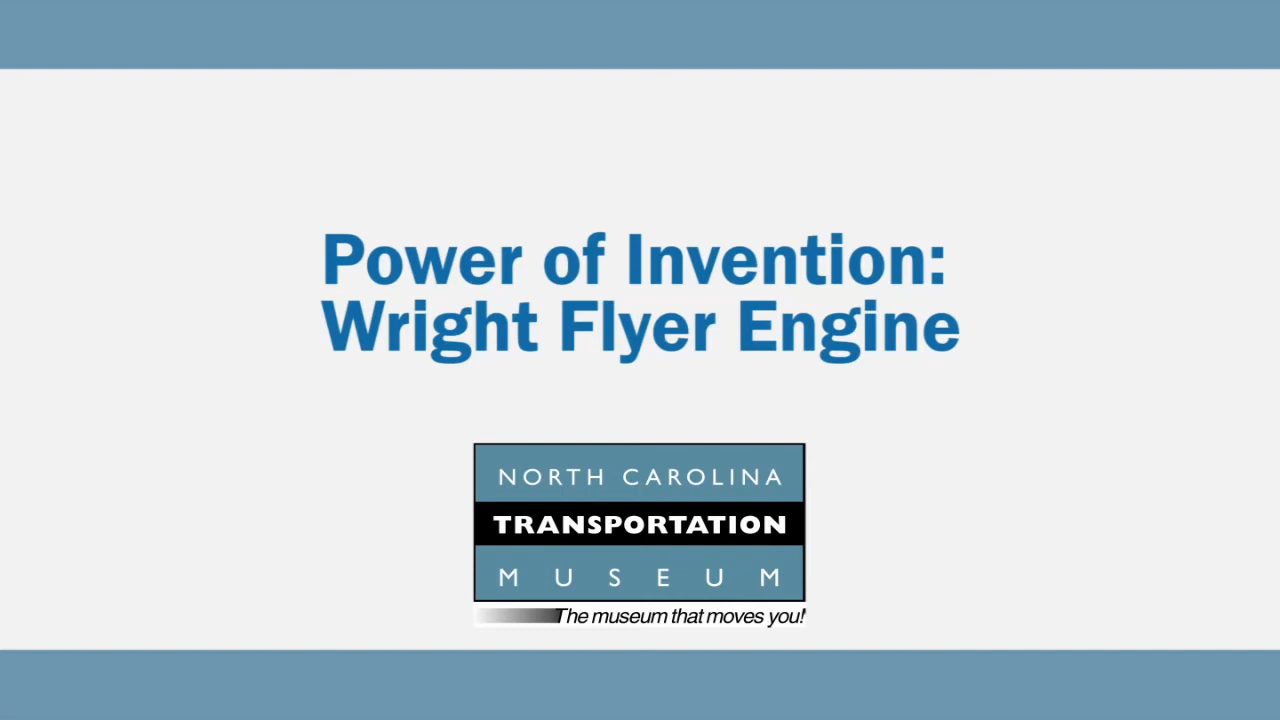 Power of Invention:
Wright Flyer Engine
NORTH CAROLINA
TRANSPORTATION
MUSEUM
The museum that moves you!